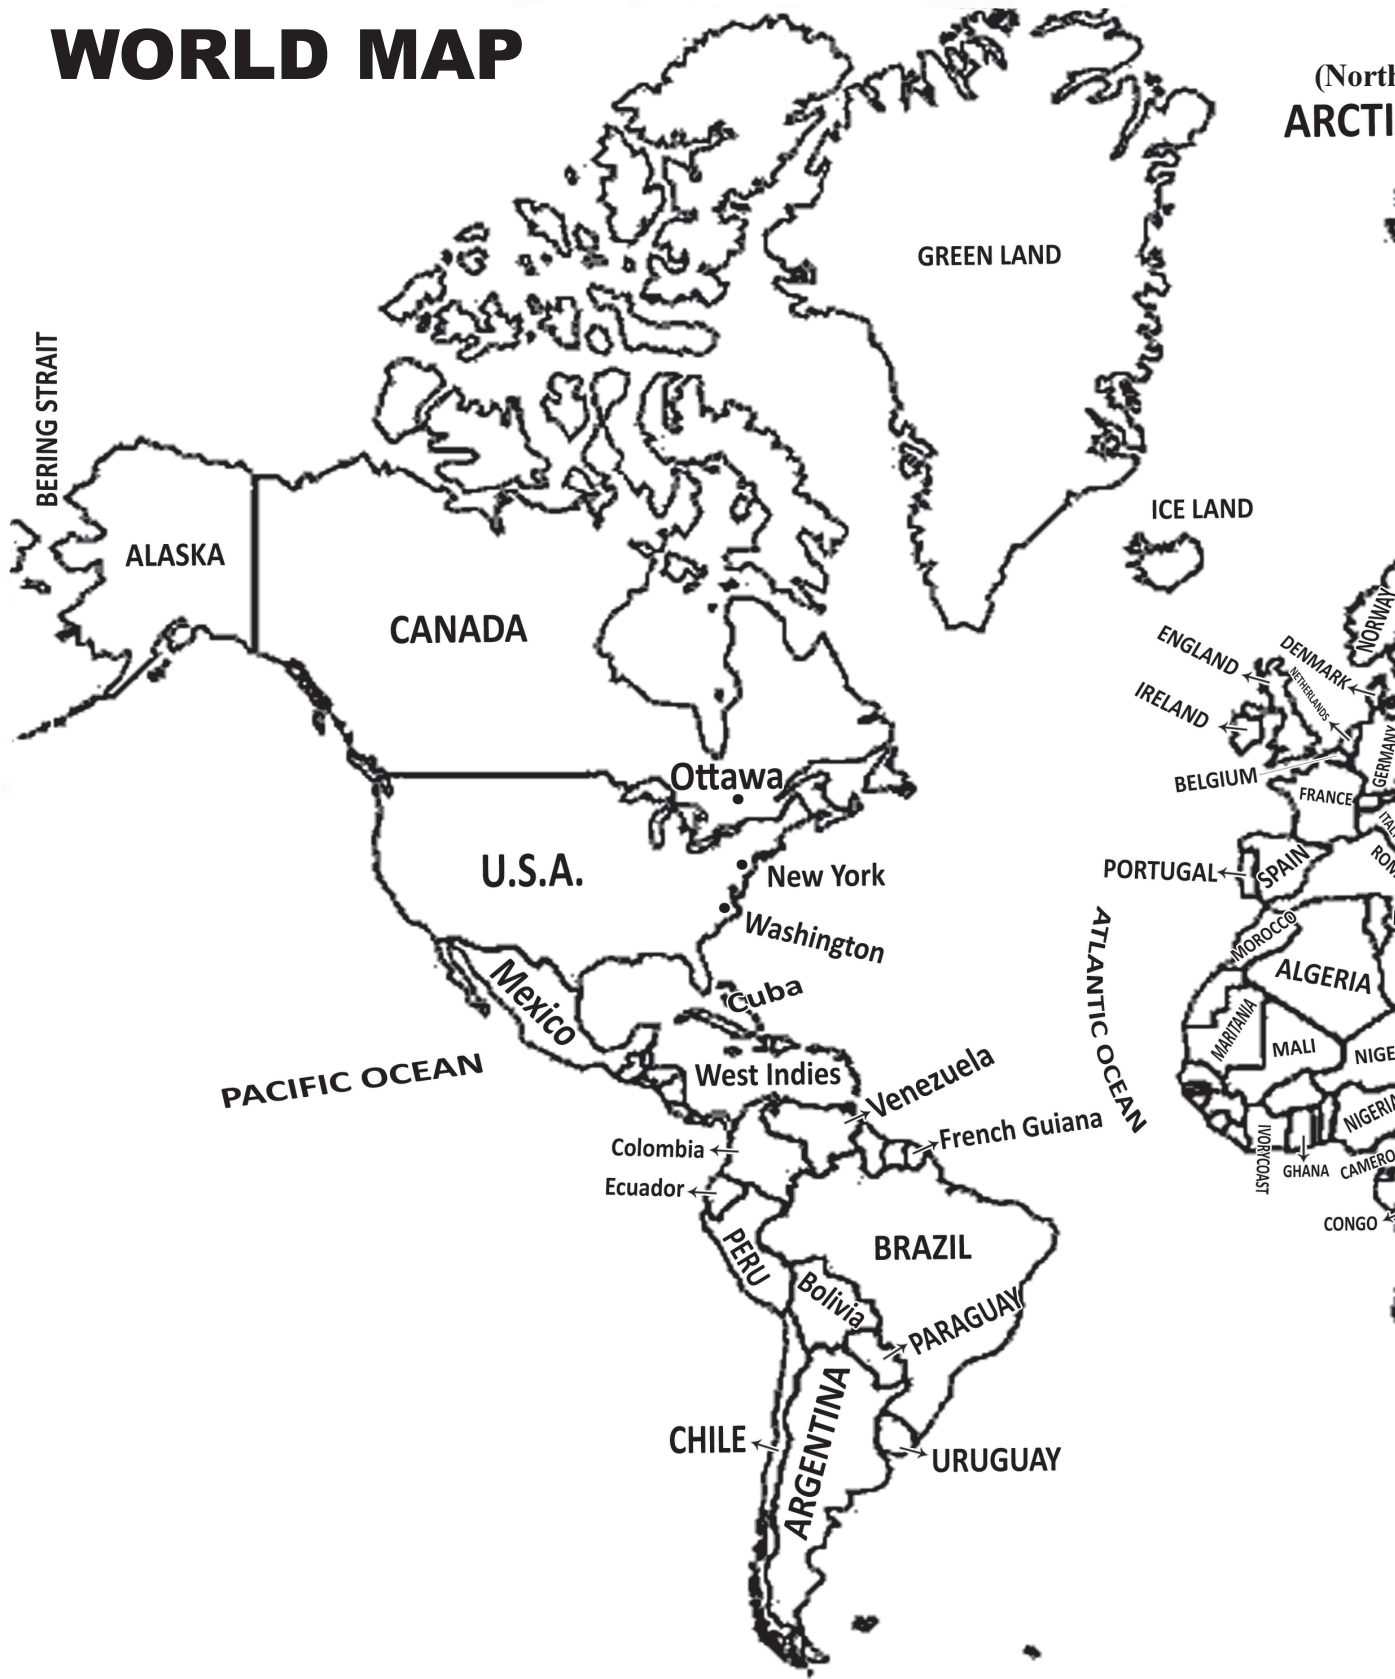 WORLD MAP
(North
ARCTI
GREEN LAND
BERING STRAIT
ICE LAND
ALASKA
CANADA
NORWAY
ENGLAND
DENMARK
NETHERLANDS
IRELAND
GERMANY
BELGIUM
Ottawa
FRANCE
ITALY
U.S.A.
New York
PORTUGAL
SPAIN
ROM
Washington
MOROCCO
ATLANTIC OCEAN
ALGERIA
Mexico
Cuba
MARITANIA
MALI
NIGE
PACIFIC OCEAN
West Indies
Venezuela
NIGERIA
French Guiana
Colombia
IVORYCOAST
GHANA
CAMERO
Ecuador
CONGO
PERU
BRAZIL
Bolivia
PARAGUAY
ARGENTINA
CHILE
URUGUAY